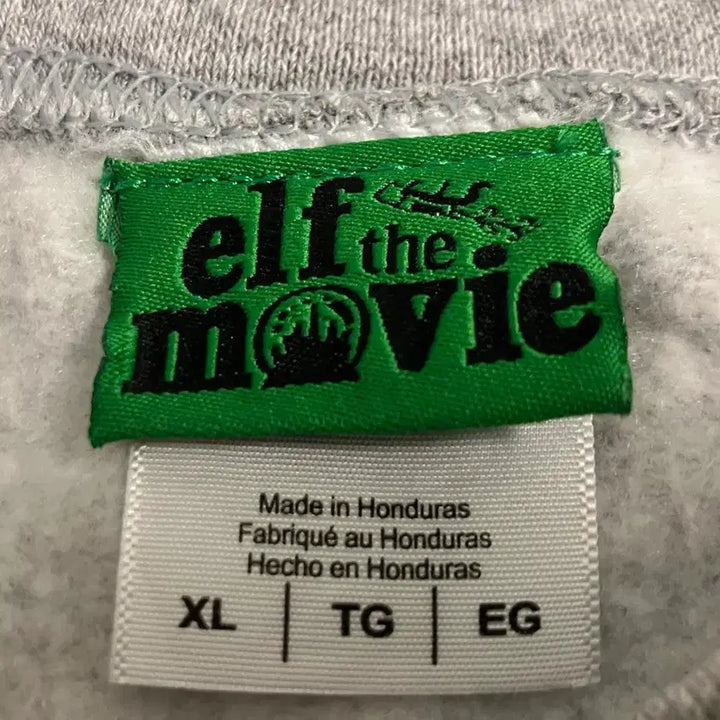 elf the
movie
Made in Honduras
Fabriqué au Honduras
Hecho en Honduras
XL | TG | EG